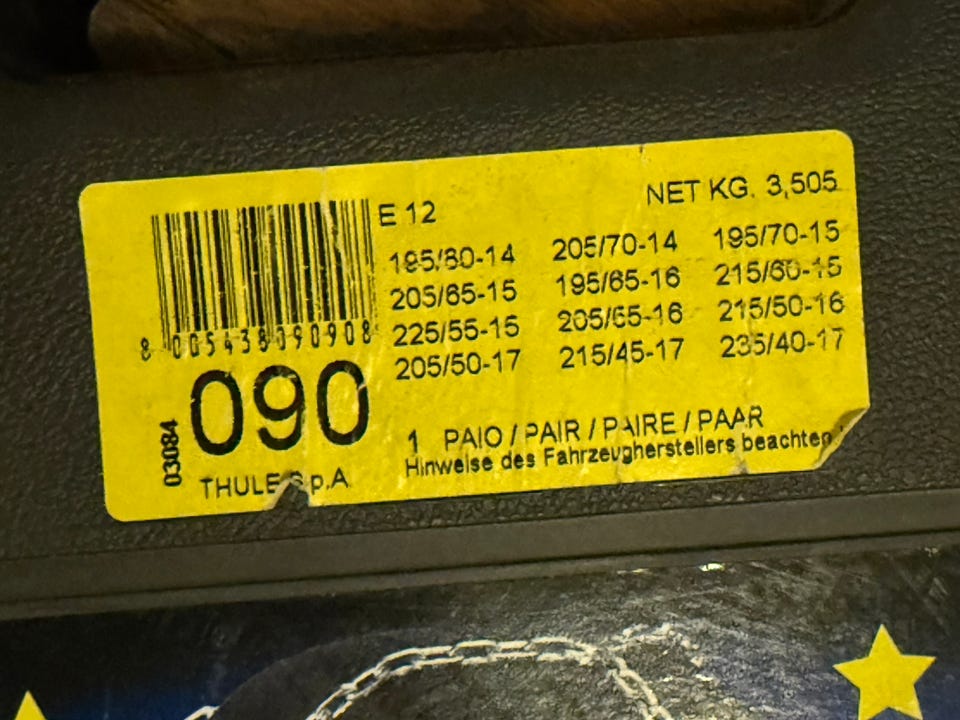 E 12
NET KG. 3,505
195/80-14 205/70-14 195/70-15
205/65-15 195/65-16 215/60-15
225/55-15 205/55-16 215/50-16
205/50-17 215/45-17 235/40-17
8 005438 090908
090
03084
THULE S.p.A
1 PAIO / PAIR / PAIRE / PAAR
Hinweise des Fahrzeugherstellers beachten !